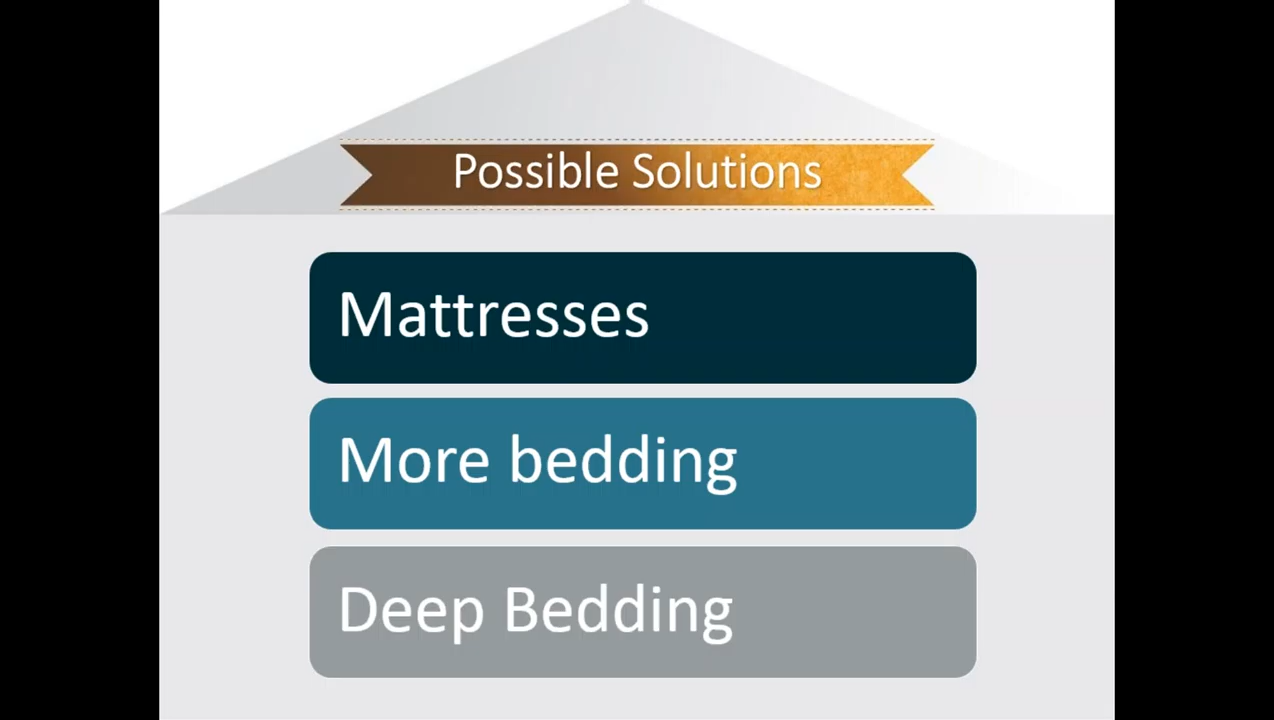 Possible Solutions
Mattresses
More bedding
Deep Bedding